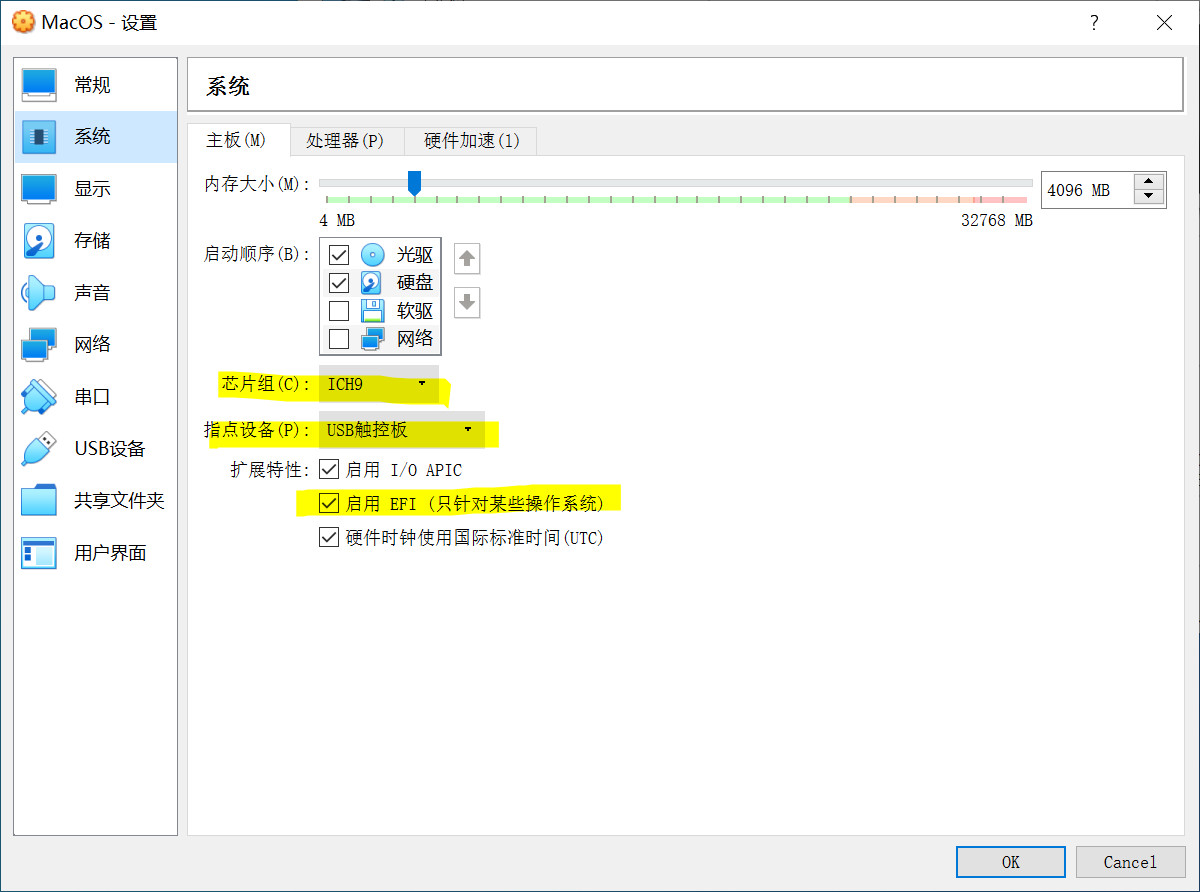 MacOS - 设置
?
常规
系统
显示
存储
声音
网络
串口
USB设备
共享文件夹
用户界面
系统
主板(M)
处理器(P)
硬件加速(l)
内存大小(M):
4096 MB
4 MB
32768 MB
启动顺序(B):
光驱
硬盘
软驱
网络
芯片组(C):
ICH9
指点设备(P):
USB触控板
扩展特性:
启用 I/O APIC
启用 EFI (只针对某些操作系统)
硬件时钟使用国际标准时间(UTC)
OK
Cancel